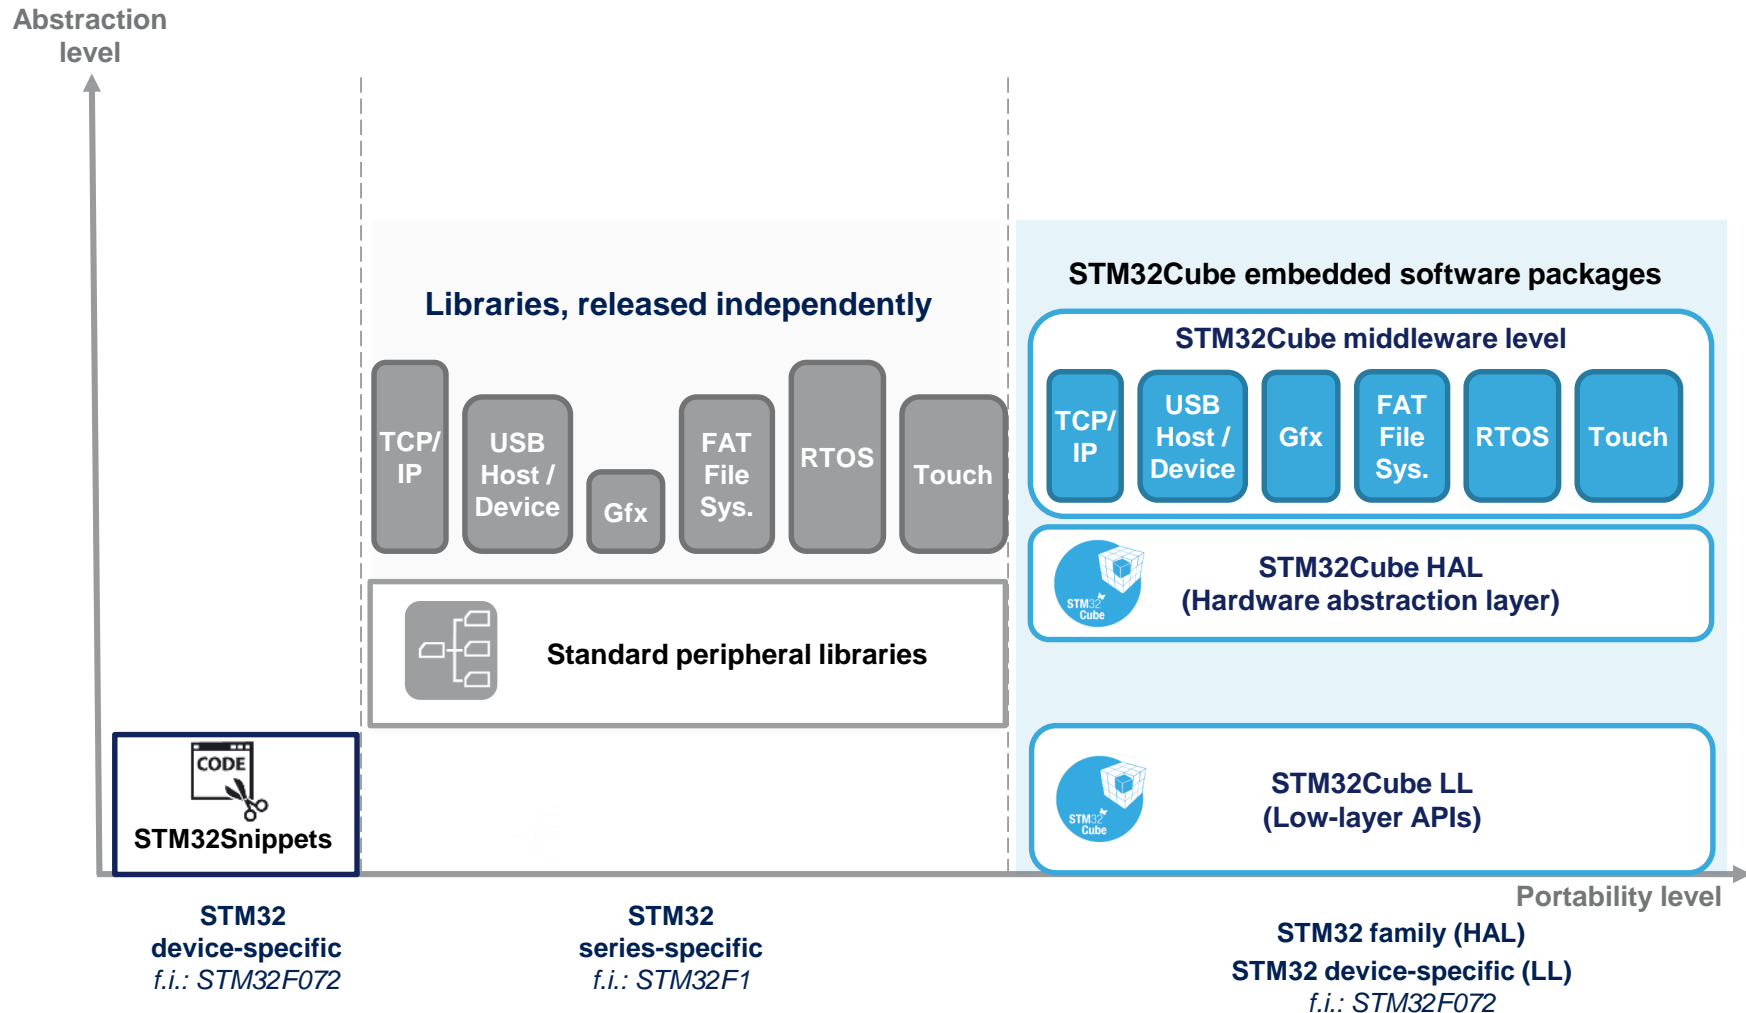 Abstraction
level
STM32Cube embedded software packages
Libraries, released independently
STM32Cube middleware level
TCP/
IP
USB
Host /
Device
Gfx
FAT
File
Sys.
RTOS
Touch
TCP/
IP
USB
Host /
Device
Gfx
FAT
File
Sys.
RTOS
Touch
STM32
Cube
STM32Cube HAL
(Hardware abstraction layer)
Standard peripheral libraries
CODE
STM32Snippets
STM32
Cube
STM32Cube LL
(Low-layer APIs)
Portability level
STM32
device-specific
f.i.: STM32F072
STM32
series-specific
f.i.: STM32F1
STM32 family (HAL)
STM32 device-specific (LL)
f.i.: STM32F072